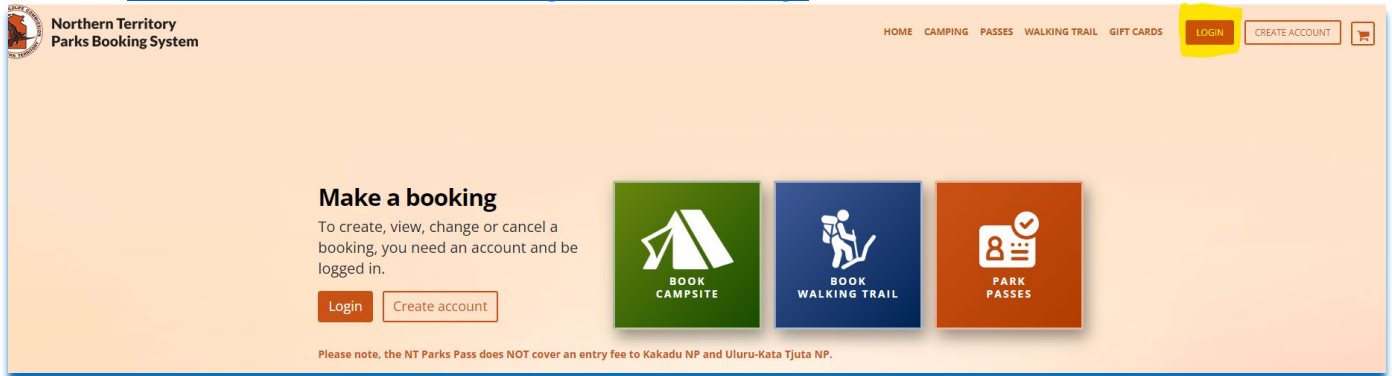 Northern Territory
Parks Booking System
HOME CAMPING PASSES WALKING TRAIL GIFT CARDS LOGIN CREATE ACCOUNT
Make a booking
To create, view, change or cancel a
booking, you need an account and be
logged in.
Login Create account
BOOK
CAMPSITE
BOOK
WALKING TRAIL
PARK
PASSES
Please note, the NT Parks Pass does NOT cover an entry fee to Kakadu NP and Uluru-Kata Tjuta NP.